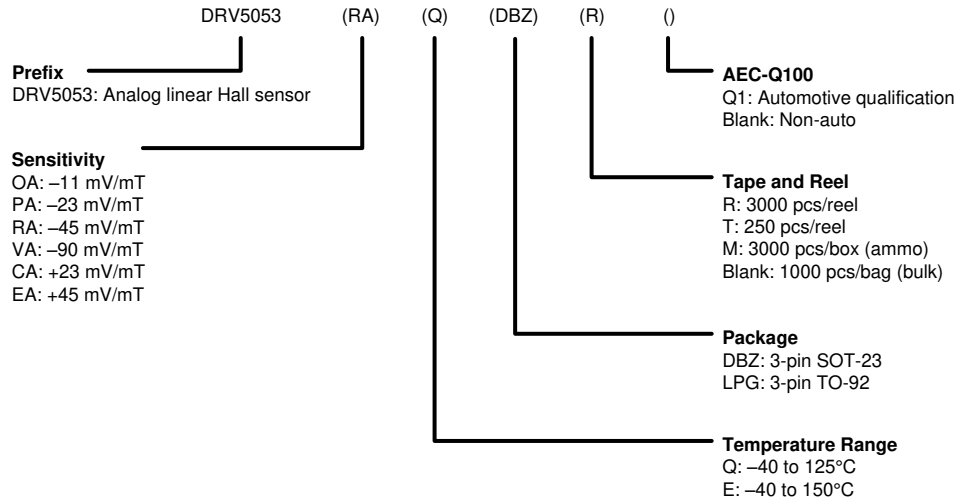 DRV5053 (RA) (Q) (DBZ) (R) ()
Prefix
DRV5053: Analog linear Hall sensor
AEC-Q100
Q1: Automotive qualification
Blank: Non-auto
Sensitivity
OA: –11 mV/mT
PA: –23 mV/mT
RA: –45 mV/mT
VA: –90 mV/mT
CA: +23 mV/mT
EA: +45 mV/mT
Tape and Reel
R: 3000 pcs/reel
T: 250 pcs/reel
M: 3000 pcs/box (ammo)
Blank: 1000 pcs/bag (bulk)
Package
DBZ: 3-pin SOT-23
LPG: 3-pin TO-92
Temperature Range
Q: –40 to 125°C
E: –40 to 150°C